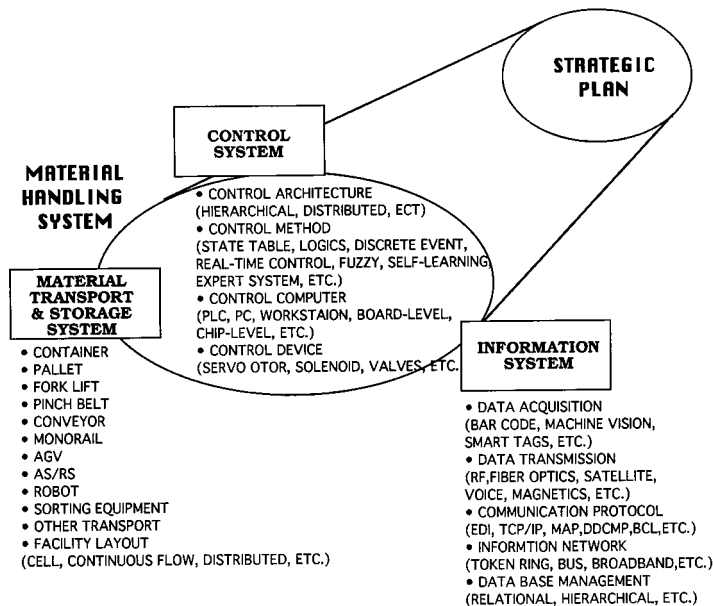 STRATEGIC
PLAN
CONTROL
SYSTEM
MATERIAL
HANDLING
SYSTEM
• CONTROL ARCHITECTURE
(HIERARCHICAL, DISTRIBUTED, ECT)
• CONTROL METHOD
(STATE TABLE, LOGICS, DISCRETE EVENT,
REAL-TIME CONTROL, FUZZY, SELF-LEARNING
EXPERT SYSTEM, ETC.)
• CONTROL COMPUTER
(PLC, PC, WORKSTAION, BOARD-LEVEL,
CHIP-LEVEL, ETC.)
• CONTROL DEVICE
(SERVO OTOR, SOLENOID, VALVES, ETC.
MATERIAL
TRANSPORT
& STORAGE
SYSTEM
• CONTAINER
• PALLET
• FORK LIFT
• PINCH BELT
• CONVEYOR
• MONORAIL
• AGV
• AS/RS
• ROBOT
• SORTING EQUIPMENT
• OTHER TRANSPORT
• FACILITY LAYOUT
(CELL, CONTINUOUS FLOW, DISTRIBUTED, ETC.)
INFORMATION
SYSTEM
• DATA ACQUISITION
(BAR CODE, MACHINE VISION,
SMART TAGS, ETC.)
• DATA TRANSMISSION
(RF,FIBER OPTICS, SATELLITE,
VOICE, MAGNETICS, ETC.)
• COMMUNICATION PROTOCOL
(EDI, TCP/IP, MAP,DDCMP,BCL,ETC.)
• INFORMTION NETWORK
(TOKEN RING, BUS, BROADBAND,ETC.)
• DATA BASE MANAGEMENT
(RELATIONAL, HIERARCHICAL, ETC.)